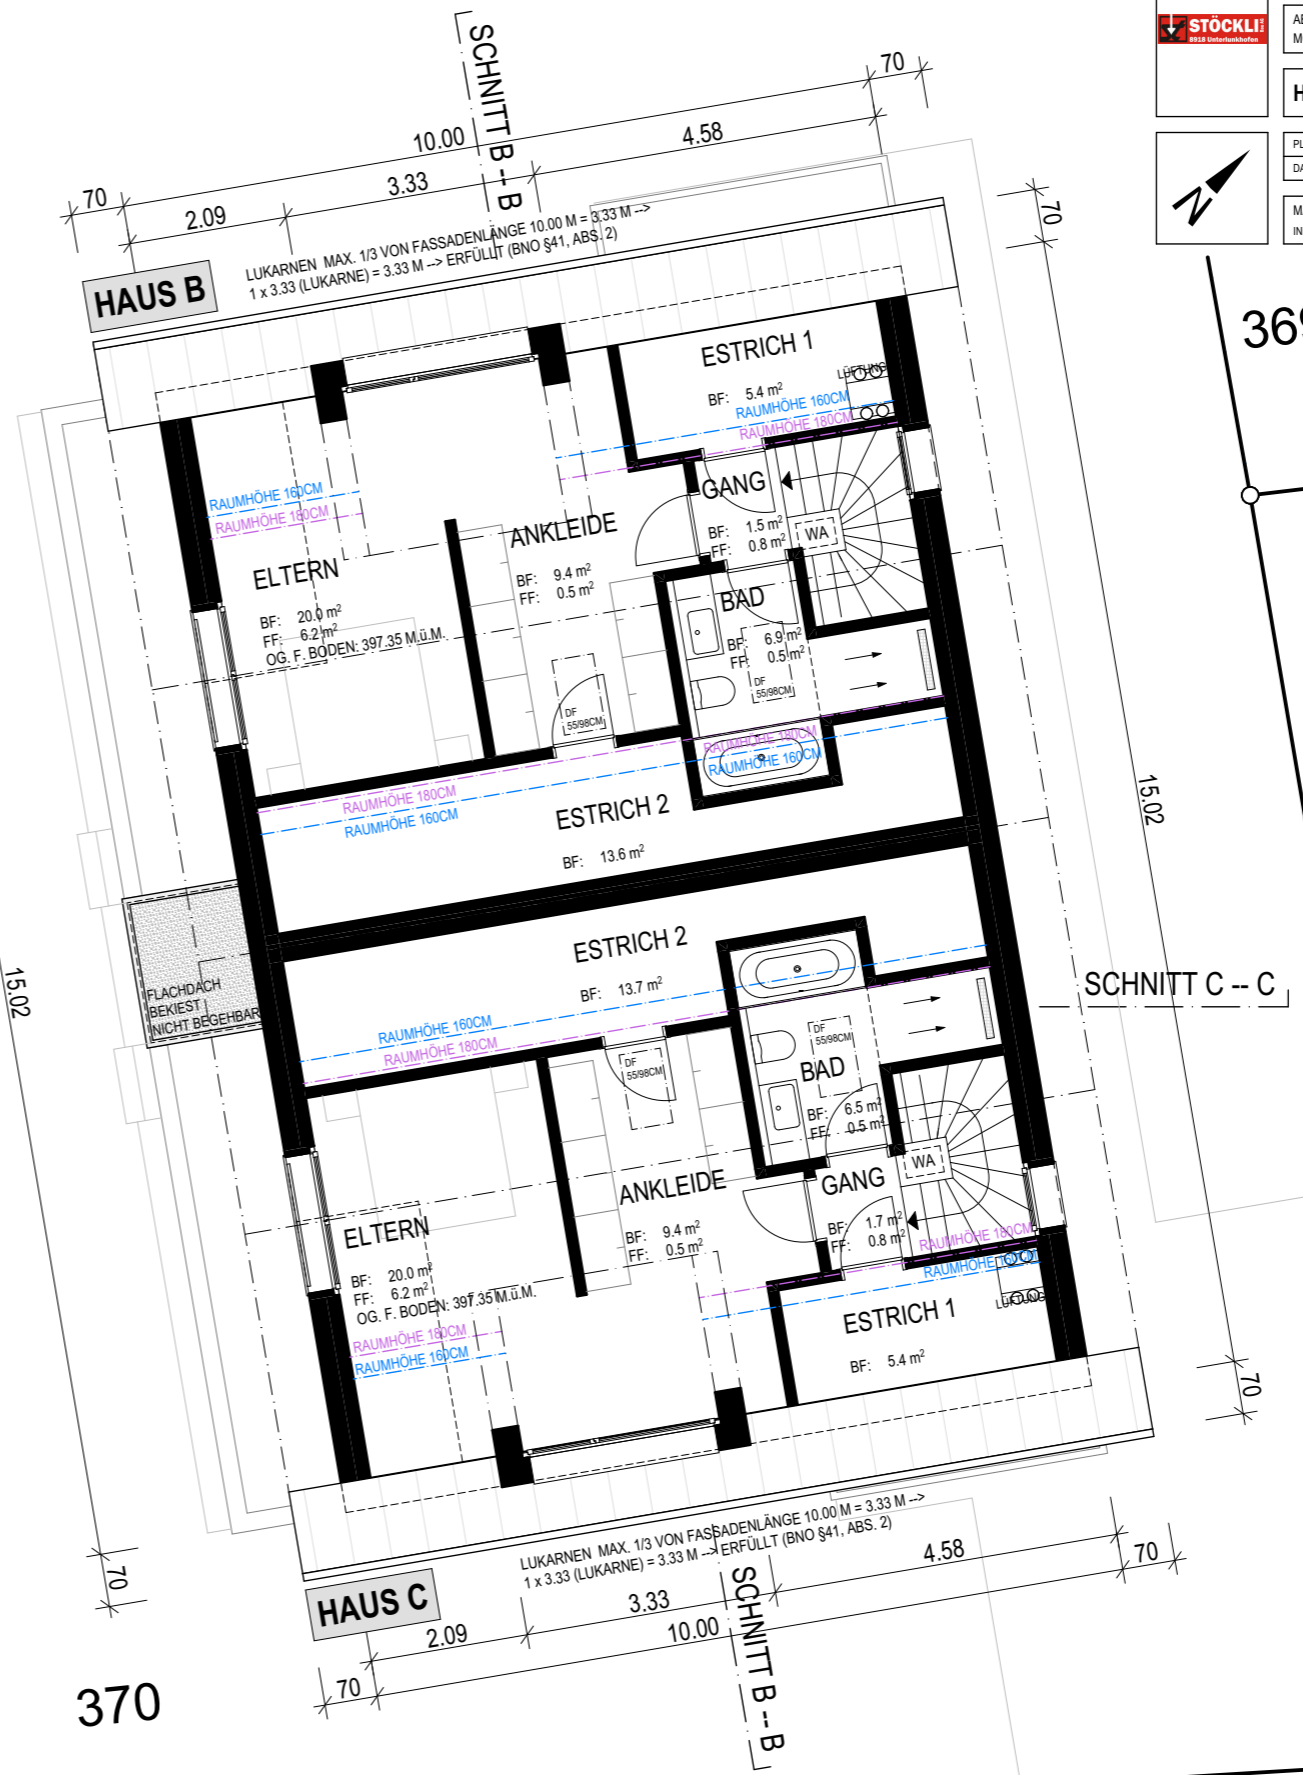 STÖCKLI
8918 Unterlunkhofen
N
SCHNITT B -- B
70
10.00
70
2.09
3.33
4.58
LUKARNEN MAX. 1/3 VON FASSADENLÄNGE 10.00 M = 3.33 M -->
1 x 3.33 (LUKARNE) = 3.33 M --> ERFÜLLT (BNO §41, ABS. 2)
HAUS B
70
ESTRICH 1
LÜFTUNG
BF: 5.4 m²
RAUMHÖHE 160CM
RAUMHÖHE 180CM
RAUMHÖHE 160CM
RAUMHÖHE 180CM
GANG
BF: 1.5 m²
FF: 0.8 m²
WA
ANKLEIDE
BF: 9.4 m²
FF: 0.5 m²
ELTERN
BF: 20.0 m²
FF: 6.2 m²
OG. F. BODEN: 397.35 M.ü.M.
BAD
BF: 6.9 m²
FF: 0.5 m²
DF
55/98CM
DF
55/98CM
RAUMHÖHE 180CM
RAUMHÖHE 160CM
RAUMHÖHE 180CM
RAUMHÖHE 160CM
ESTRICH 2
BF: 13.6 m²
15.02
15.02
FLACHDACH
BEKIEST
NICHT BEGEHBAR
ESTRICH 2
BF: 13.7 m²
SCHNITT C -- C
RAUMHÖHE 160CM
RAUMHÖHE 180CM
DF
55/98CM
DF
55/98CM
BAD
BF: 6.5 m²
FF: 0.5 m²
WA
GANG
BF: 1.7 m²
FF: 0.8 m²
ANKLEIDE
BF: 9.4 m²
FF: 0.5 m²
ELTERN
BF: 20.0 m²
FF: 6.2 m²
OG. F. BODEN: 397.35 M.ü.M.
RAUMHÖHE 180CM
RAUMHÖHE 160CM
RAUMHÖHE 180CM
RAUMHÖHE 160CM
LÜFTUNG
ESTRICH 1
BF: 5.4 m²
70
70
LUKARNEN MAX. 1/3 VON FASSADENLÄNGE 10.00 M = 3.33 M -->
1 x 3.33 (LUKARNE) = 3.33 M --> ERFÜLLT (BNO §41, ABS. 2)
HAUS C
2.09
3.33
4.58
70
10.00
70
SCHNITT B -- B
370